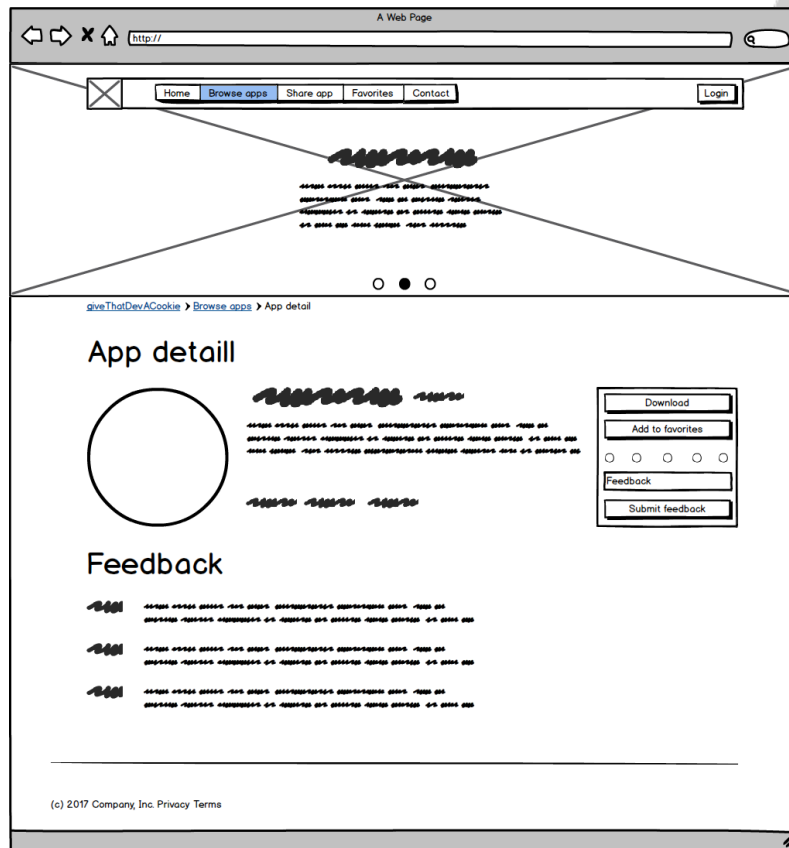 A Web Page
http://
Home Browse apps Share app Favorites Contact Login
giveThatDevACookie > Browse apps > App detail
App detaill
Download
Add to favorites
Feedback
Submit feedback
Feedback
(c) 2017 Company, Inc. Privacy Terms